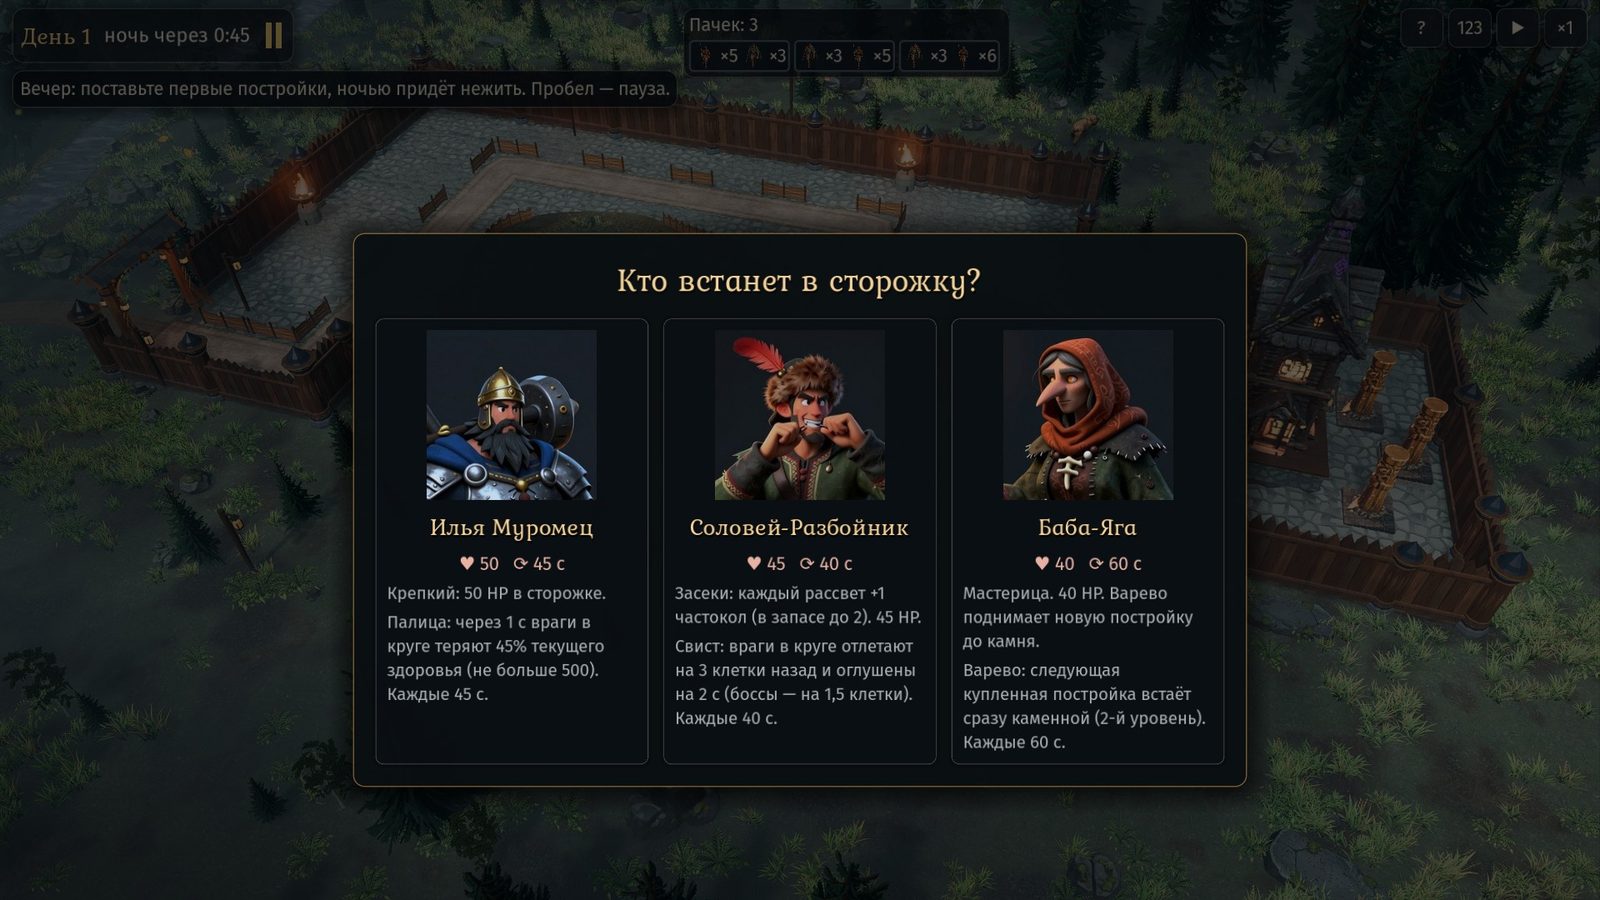 День 1 ночь через 0:45
Пачек: 3
×5 ×3 ×3 ×5 ×3 ×6
? 123 ▶ ×1
Вечер: поставьте первые постройки, ночью придёт нежить. Пробел — пауза.
Кто встанет в сторожку?
Илья Муромец
♥ 50 ⟳ 45 с
Крепкий: 50 HP в сторожке.
Палица: через 1 с враги в
круге теряют 45% текущего
здоровья (не больше 500).
Каждые 45 с.
Соловей-Разбойник
♥ 45 ⟳ 40 с
Засеки: каждый рассвет +1
частокол (в запасе до 2). 45 HP.
Свист: враги в круге отлетают
на 3 клетки назад и оглушены
на 2 с (боссы — на 1,5 клетки).
Каждые 40 с.
Баба-Яга
♥ 40 ⟳ 60 с
Мастерица. 40 HP. Варево
поднимает новую постройку
до камня.
Варево: следующая
купленная постройка встаёт
сразу каменной (2-й уровень).
Каждые 60 с.